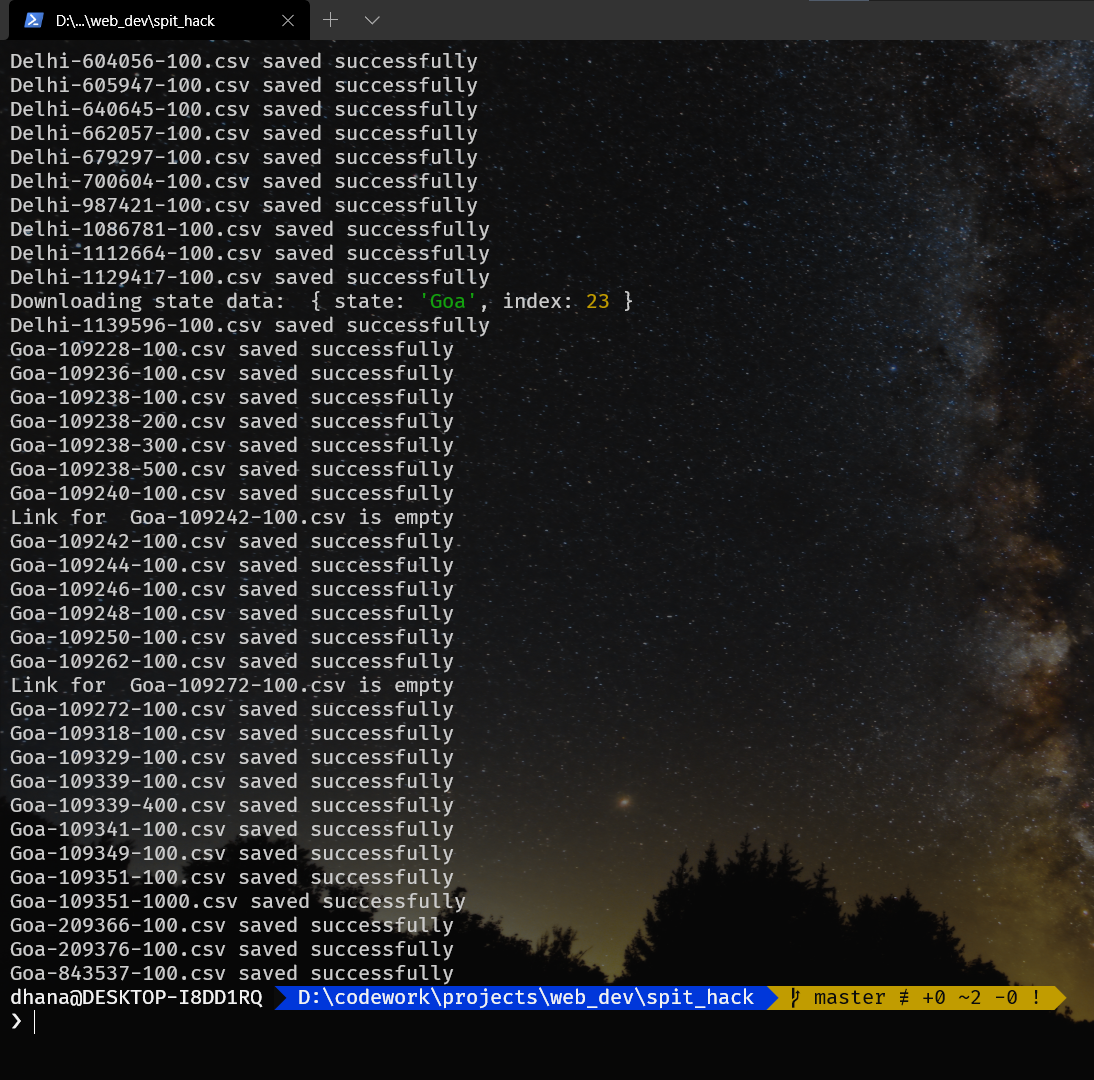 D:\...\web_dev\spit_hack
Delhi-604056-100.csv saved successfully
Delhi-605947-100.csv saved successfully
Delhi-640645-100.csv saved successfully
Delhi-662057-100.csv saved successfully
Delhi-679297-100.csv saved successfully
Delhi-700604-100.csv saved successfully
Delhi-987421-100.csv saved successfully
Delhi-1086781-100.csv saved successfully
Delhi-1112664-100.csv saved successfully
Delhi-1129417-100.csv saved successfully
Downloading state data:  { state: 'Goa', index: 23 }
Delhi-1139596-100.csv saved successfully
Goa-109228-100.csv saved successfully
Goa-109236-100.csv saved successfully
Goa-109238-100.csv saved successfully
Goa-109238-200.csv saved successfully
Goa-109238-300.csv saved successfully
Goa-109238-500.csv saved successfully
Goa-109240-100.csv saved successfully
Link for  Goa-109242-100.csv is empty
Goa-109242-100.csv saved successfully
Goa-109244-100.csv saved successfully
Goa-109246-100.csv saved successfully
Goa-109248-100.csv saved successfully
Goa-109250-100.csv saved successfully
Goa-109262-100.csv saved successfully
Link for  Goa-109272-100.csv is empty
Goa-109272-100.csv saved successfully
Goa-109318-100.csv saved successfully
Goa-109329-100.csv saved successfully
Goa-109339-100.csv saved successfully
Goa-109339-400.csv saved successfully
Goa-109341-100.csv saved successfully
Goa-109349-100.csv saved successfully
Goa-109351-100.csv saved successfully
Goa-109351-1000.csv saved successfully
Goa-209366-100.csv saved successfully
Goa-209376-100.csv saved successfully
Goa-843537-100.csv saved successfully
dhana@DESKTOP-I8DD1RQ D:\codework\projects\web_dev\spit_hack master ≢ +0 ~2 -0 !
❯